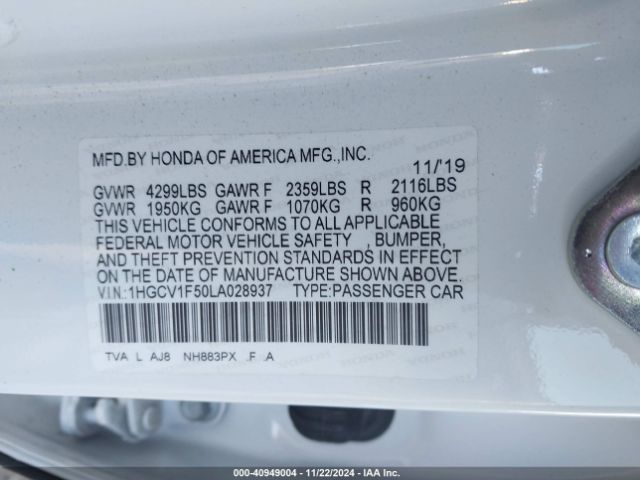 MFD. BY HONDA OF AMERICA MFG., INC. 11/'19
GVWR 4299LBS GAWR F 2359LBS R 2116LBS
GVWR 1950KG GAWR F 1070KG R 960KG
THIS VEHICLE CONFORMS TO ALL APPLICABLE
FEDERAL MOTOR VEHICLE SAFETY , BUMPER,
AND THEFT PREVENTION STANDARDS IN EFFECT
ON THE DATE OF MANUFACTURE SHOWN ABOVE.
V.I.N: 1HGCV1F50LA028937 TYPE:PASSENGER CAR
TVA L AJ8 NH883PX .F .A
000-40949004 - 11/22/2024 - IAA Inc.